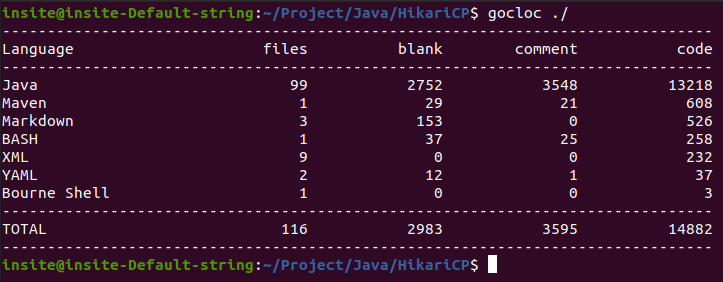 insite@insite-Default-string:~/Project/Java/HikariCP$ gocloc ./
-------------------------------------------------------------------------------
Language                     files          blank        comment           code
-------------------------------------------------------------------------------
Java                            99           2752           3548          13218
Maven                            1             29             21            608
Markdown                         3            153              0            526
BASH                             1             37             25            258
XML                              9              0              0            232
YAML                             2             12              1             37
Bourne Shell                     1              0              0              3
-------------------------------------------------------------------------------
TOTAL                          116           2983           3595          14882
-------------------------------------------------------------------------------
insite@insite-Default-string:~/Project/Java/HikariCP$